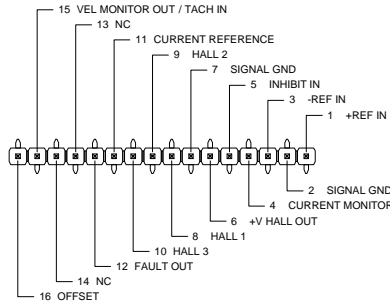 15 VEL MONITOR OUT / TACH IN
13 NC
11 CURRENT REFERENCE
9 HALL 2
7 SIGNAL GND
5 INHIBIT IN
3 -REF IN
1 +REF IN
2 SIGNAL GND
4 CURRENT MONITOR
6 +V HALL OUT
8 HALL 1
10 HALL 3
12 FAULT OUT
14 NC
16 OFFSET